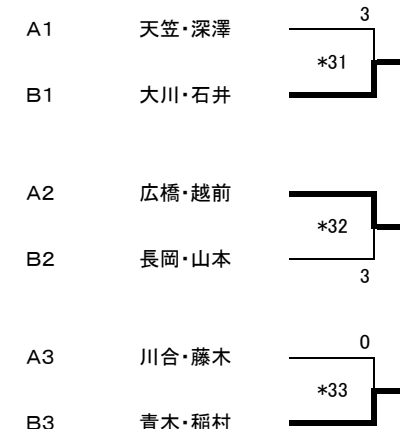 3
Ａ1 天笠・深澤
*31
Ｂ1 大川・石井
Ａ2 広橋・越前
*32
Ｂ2 長岡・山本
3
0
Ａ3 川合・藤木
*33
Ｂ3 青木・稲村